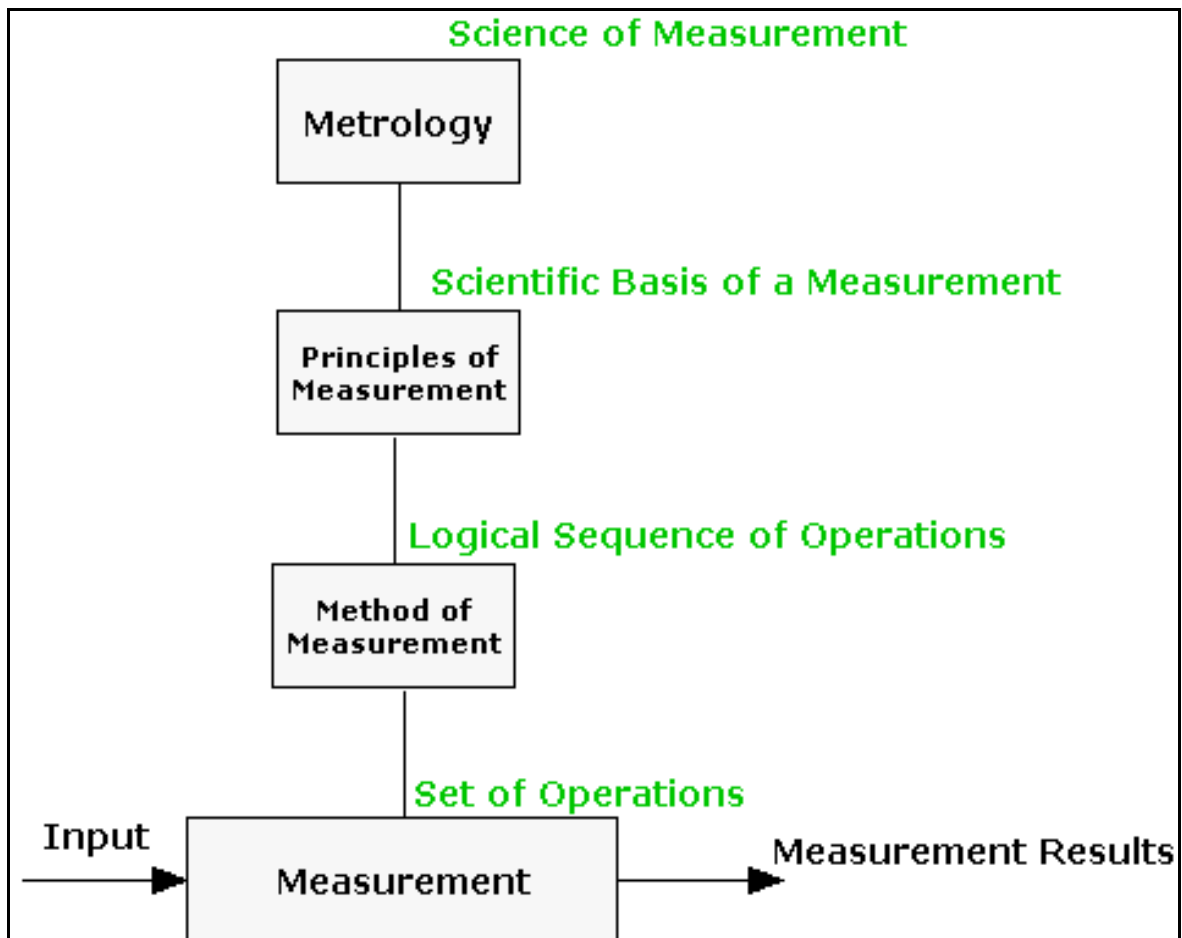 Science of Measurement
Metrology
Scientific Basis of a Measurement
Principles of
Measurement
Logical Sequence of Operations
Method of
Measurement
Set of Operations
Input
Measurement
Measurement Results